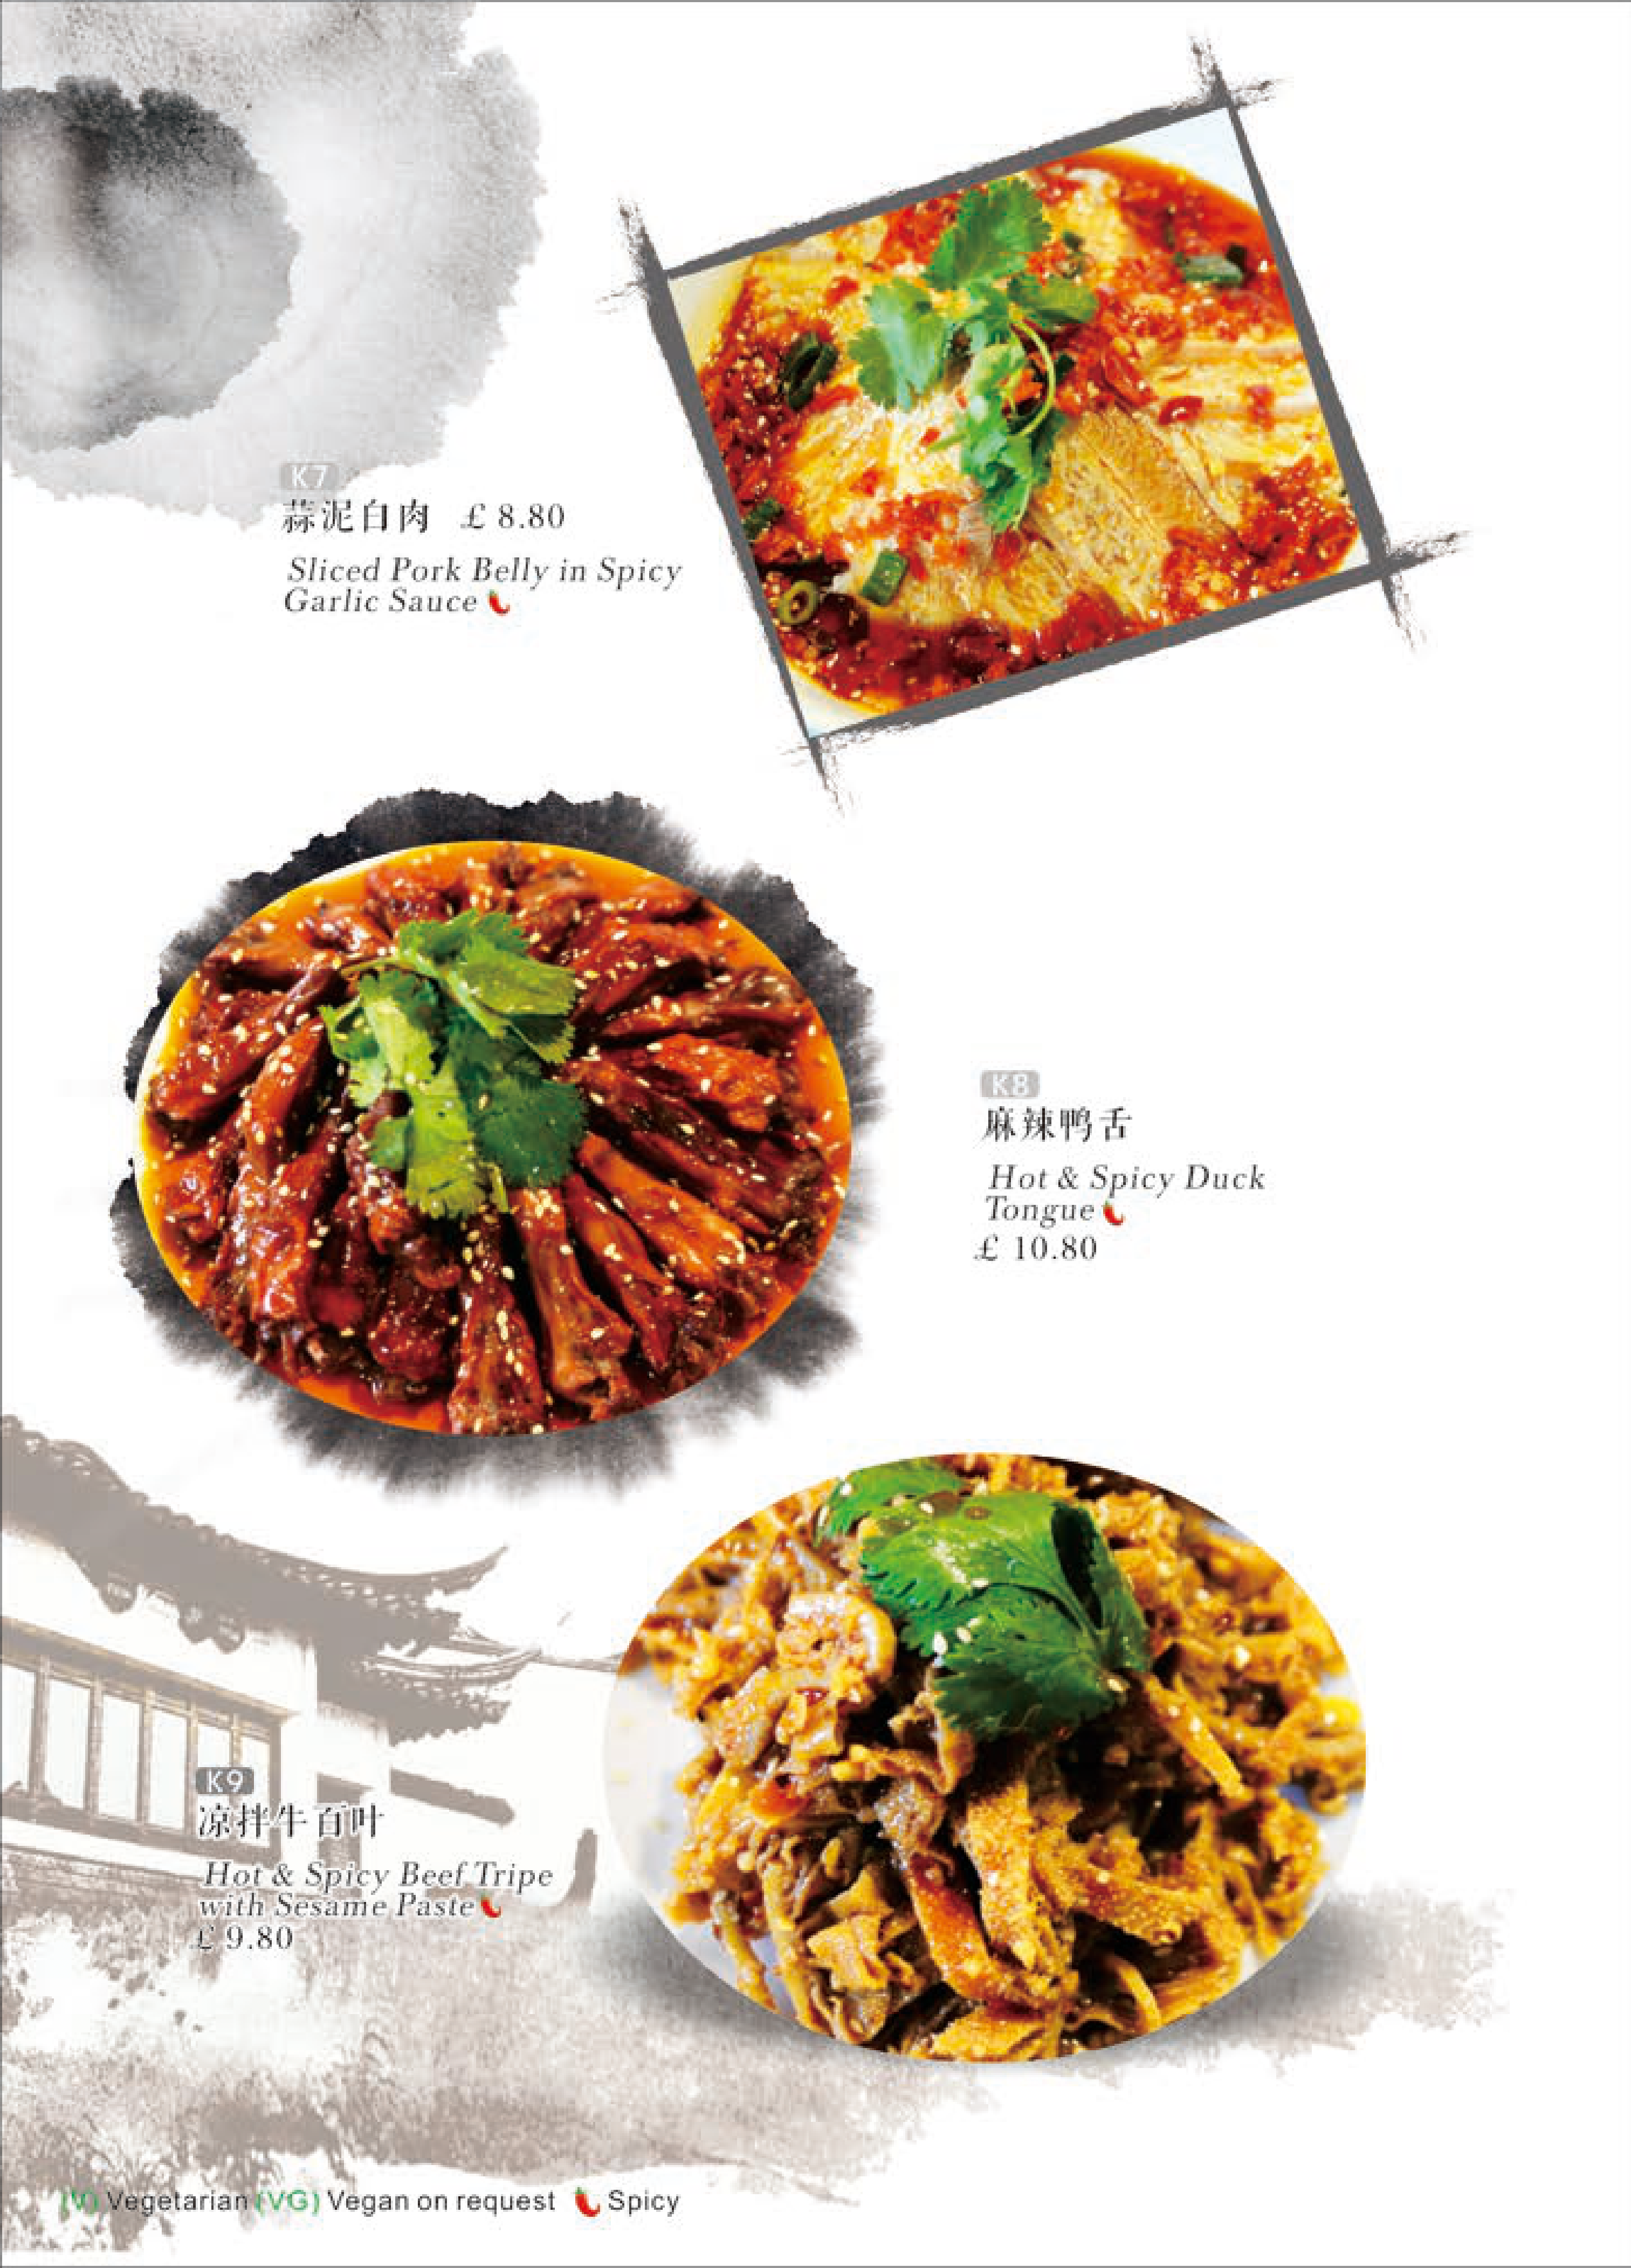 K7
蒜泥白肉 £ 8.80
Sliced Pork Belly in Spicy
Garlic Sauce
K8
麻辣鸭舌
Hot & Spicy Duck
Tongue
£ 10.80
K9
凉拌牛百叶
Hot & Spicy Beef Tripe
with Sesame Paste
£ 9.80
(V) Vegetarian (VG) Vegan on request Spicy